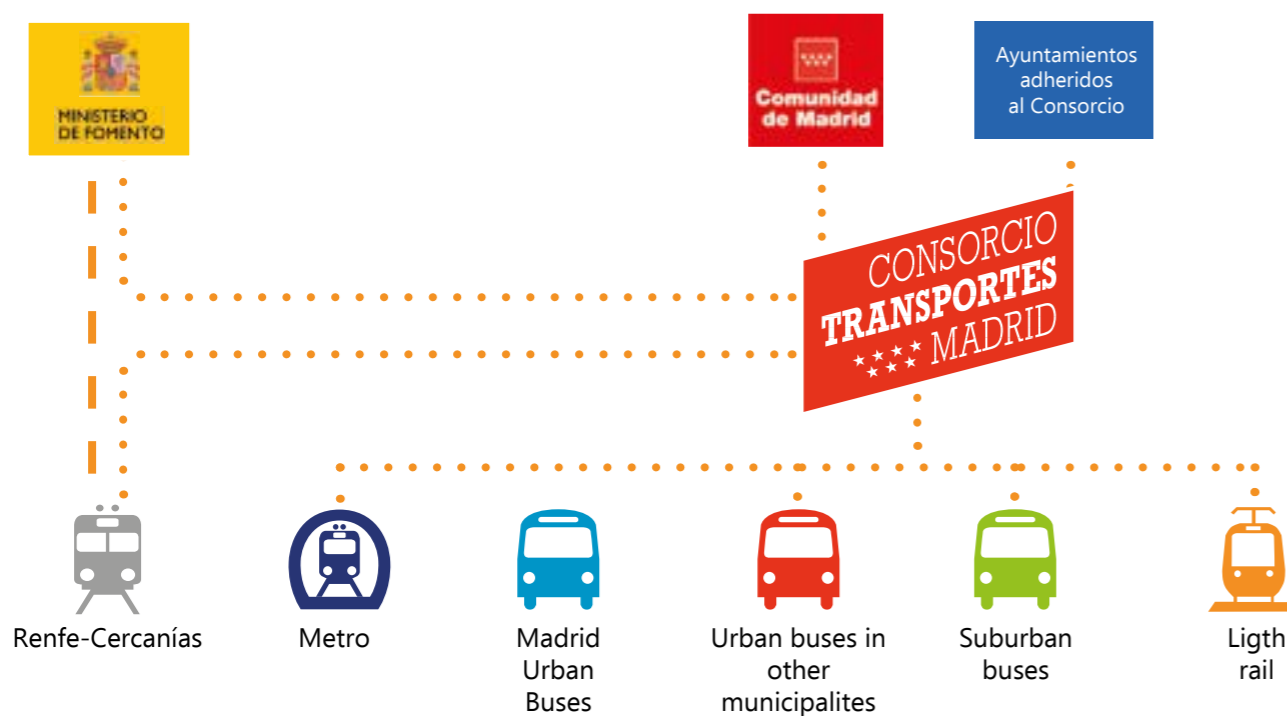 MINISTERIO
DE FOMENTO
Comunidad
de Madrid
Ayuntamientos
adheridos
al Consorcio
CONSORCIO
TRANSPORTES
MADRID
Renfe-Cercanías
Metro
Madrid
Urban
Buses
Urban buses in
other
municipalites
Suburban
buses
Ligth
rail